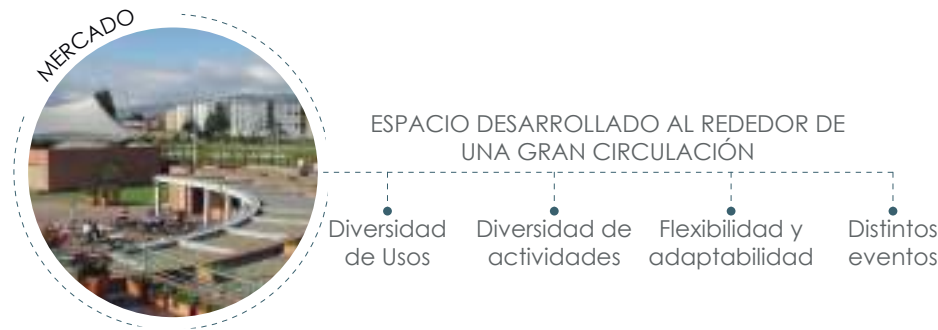 MERCADO
ESPACIO DESARROLLADO AL REDEDOR DE
UNA GRAN CIRCULACIÓN
Diversidad
de Usos
Diversidad de
actividades
Flexibilidad y
adaptabilidad
Distintos
eventos